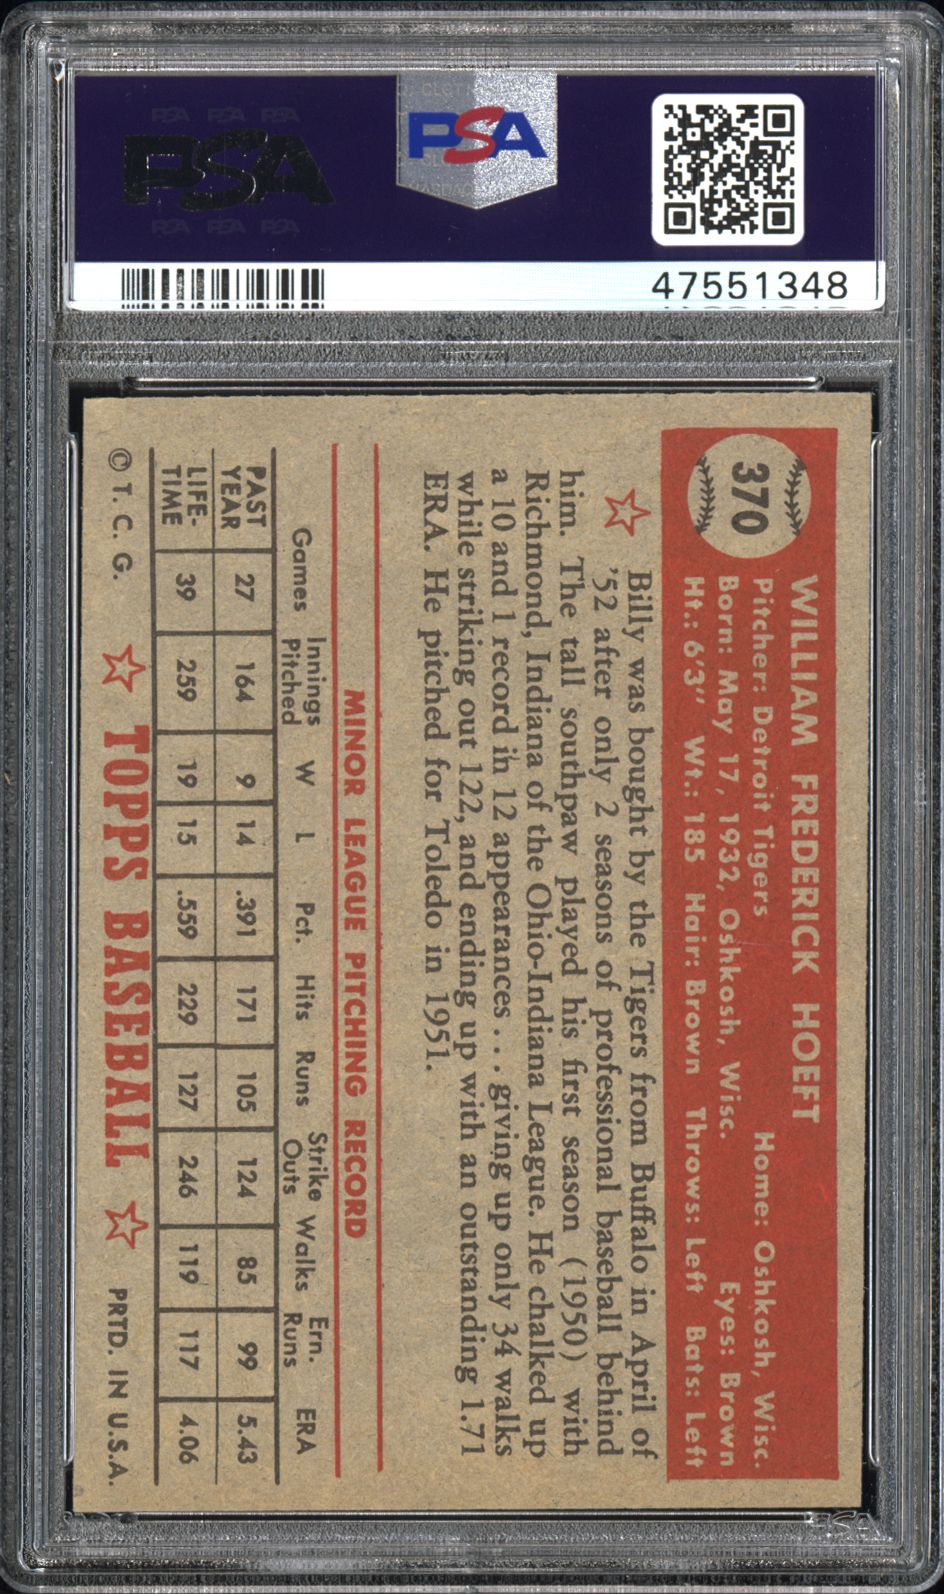 PSA PSA PSA
PSA
PSA PSA PSA
PSA
47551348
370
WILLIAM FREDERICK HOEFT
Pitcher: Detroit Tigers Home: Oshkosh, Wisc.
Born: May 17, 1932, Oshkosh, Wisc. Eyes: Brown
Ht.: 6'3" Wt.: 185 Hair: Brown Throws: Left Bats: Left
Billy was bought by the Tigers from Buffalo in April of
'52 after only 2 seasons of professional baseball behind
him. The tall southpaw played his first season (1950) with
Richmond, Indiana of the Ohio-Indiana League. He chalked up
a 10 and 1 record in 12 appearances . . . giving up only 34 walks
while striking out 122, and ending up with an outstanding 1.71
ERA. He pitched for Toledo in 1951.
MINOR LEAGUE PITCHING RECORD
Games Innings Pitched W L Pct. Hits Runs Strike Outs Walks Ern. Runs ERA
PAST YEAR 27 164 9 14 .391 171 105 124 85 99 5.43
LIFE-TIME 39 259 19 15 .559 229 127 246 119 117 4.06
© T. C. G. TOPPS BASEBALL PRTD. IN U.S.A.